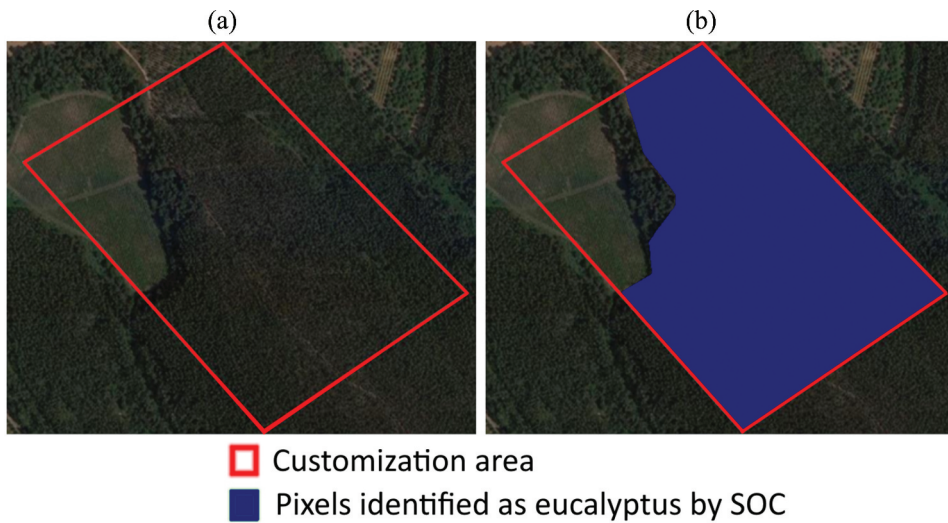 (a)
(b)
Customization area
Pixels identified as eucalyptus by SOC